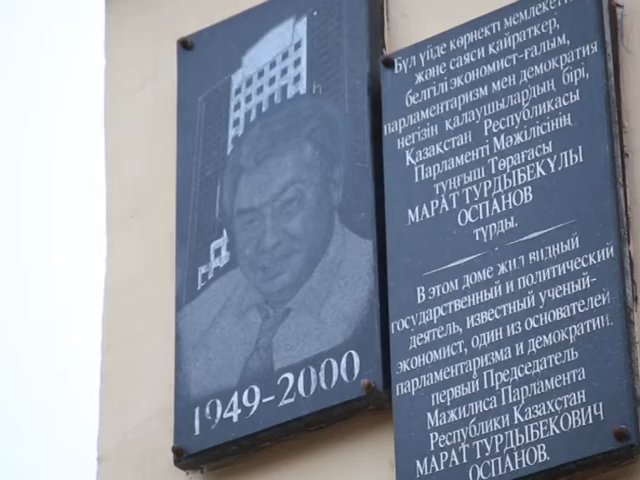 1949-2000
Бұл үйде көрнекті мемлекет
және саяси қайраткер,
белгілі экономист-ғалым,
парламентаризм мен демократия
негізін қалаушылардың бірі,
Қазақстан Республикасы
Парламенті Мәжілісінің
тұңғыш Төрағасы
МАРАТ ТҰРДЫБЕКҰЛЫ
ОСПАНОВ
тұрды.
В этом доме жил видный
государственный и политический
деятель, известный ученый-
экономист, один из основателей
парламентаризма и демократии.
первый Председатель
Мажилиса Парламента
Республики Казахстан
МАРАТ ТУРДЫБЕКОВИЧ
ОСПАНОВ.